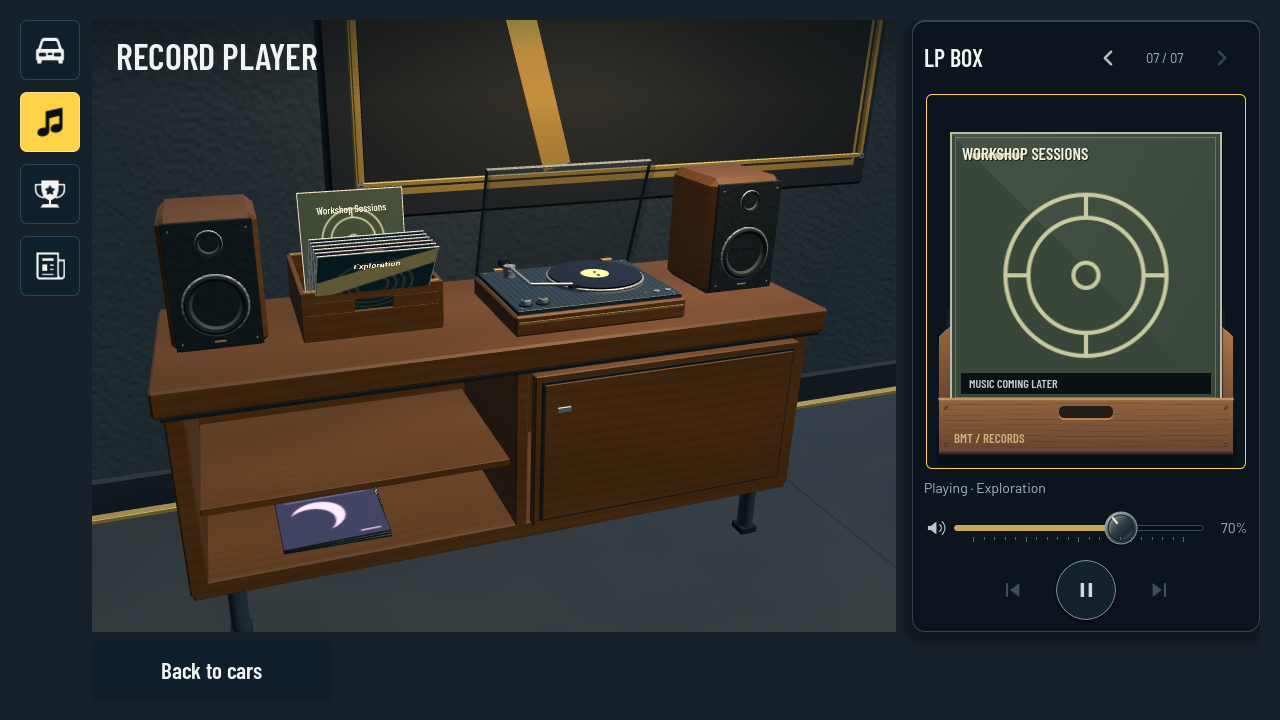 RECORD PLAYER
Workshop Sessions
Exploration
Back to cars
LP BOX
07 / 07
WORKSHOP SESSIONS
MUSIC COMING LATER
BMT / RECORDS
Playing · Exploration
70%